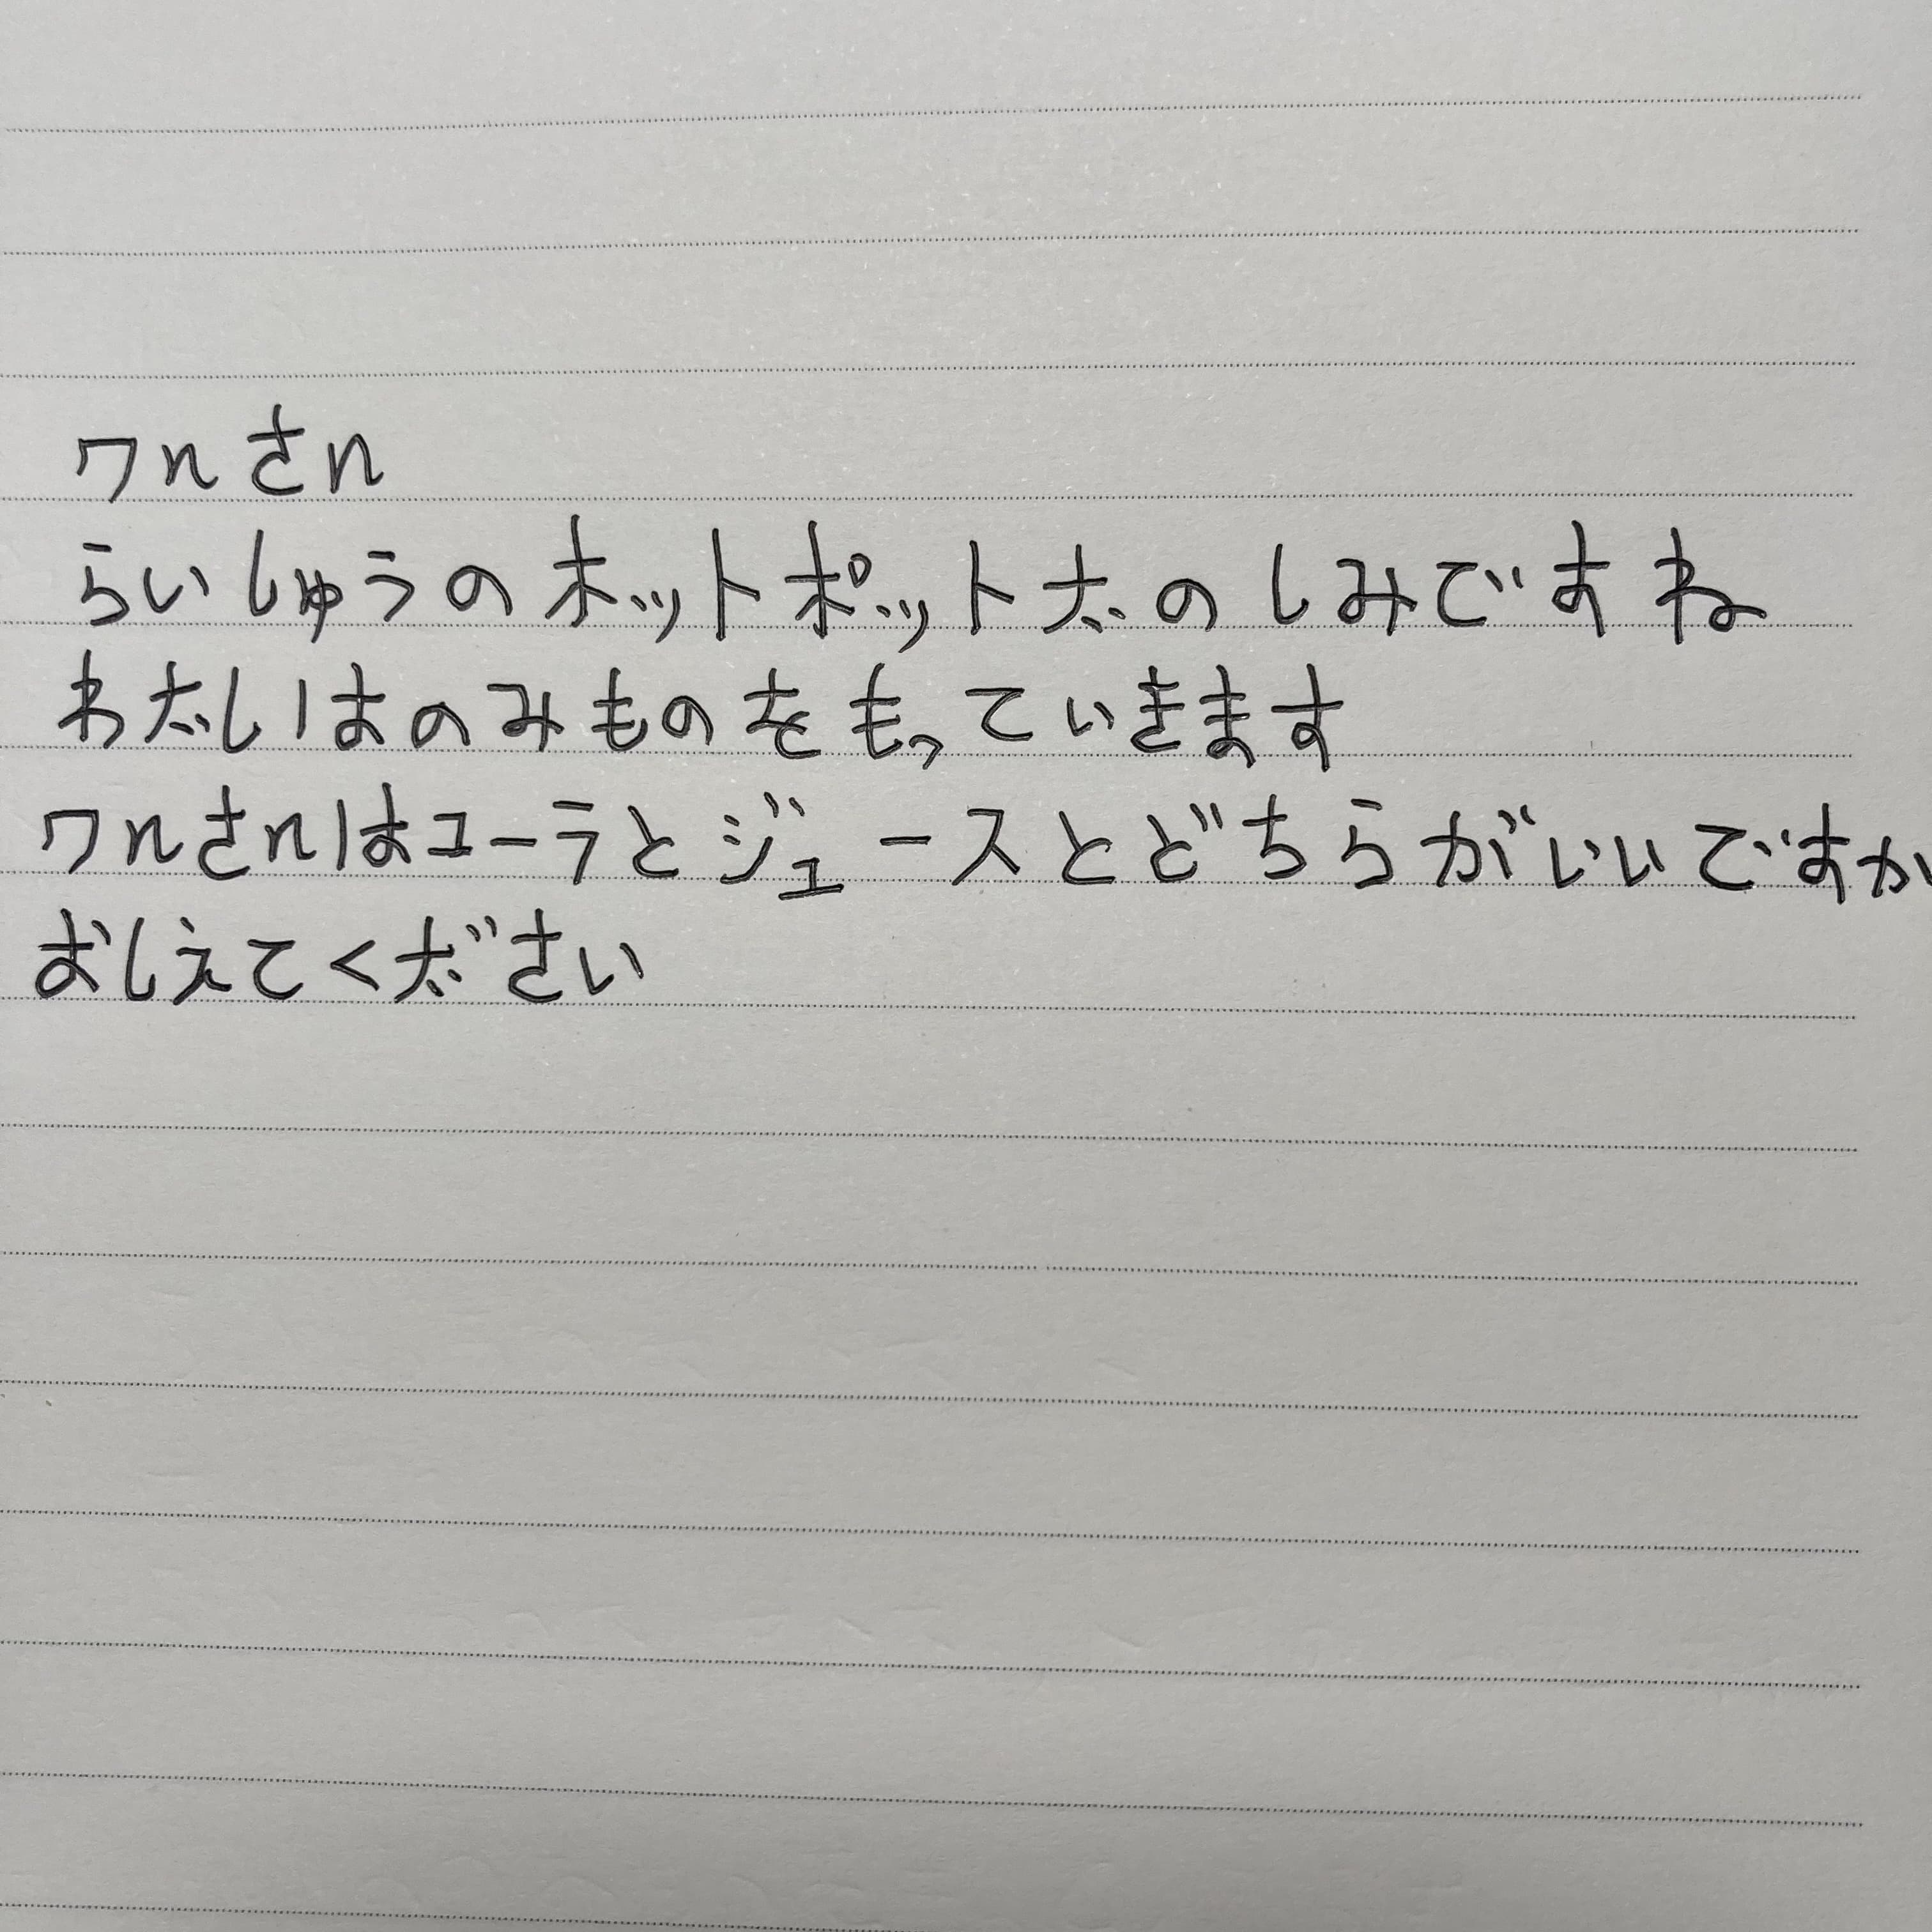 ワんさん
らいしゅうのホットポットたのしみですね
わたしはのみものをもっていきます
ワんさんはコーラとジュースとどちらがいいですか
おしえてください